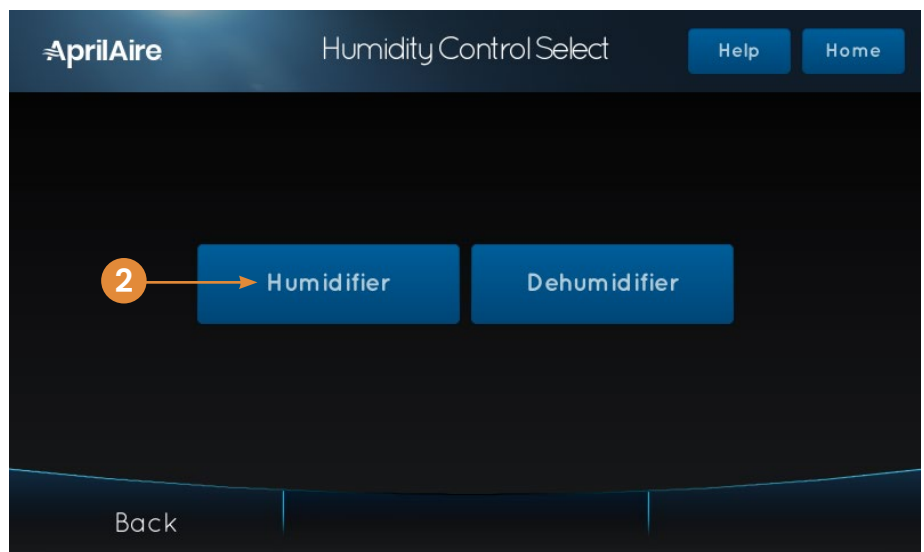 AprilAire
Humidity Control Select
Help
Home
2
Humidifier
Dehumidifier
Back